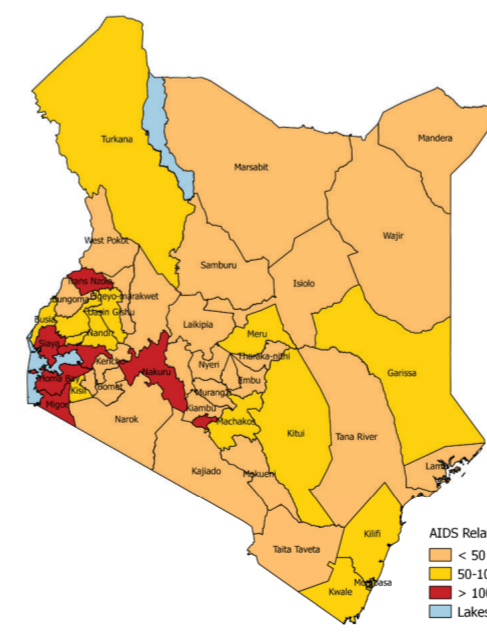 Turkana
Mandera
Marsabit
Wajir
West Pokot
Samburu
Isiolo
Trans Nzoia
Bungoma
Elgeyo-Marakwet
Uasin Gishu
Busia
Laikipia
Meru
Nandi
Siaya
Kericho
Nakuru
Nyeri
Tharaka-nithi
Garissa
Homa Bay
Bomet
Embu
Kisii
Murang'a
Migori
Kiambu
Narok
Machakos
Kitui
Tana River
Kajiado
Makueni
Lamu
Kilifi
Taita Taveta
Mombasa
Kwale
AIDS Rela
< 50
50-10
> 100
Lakes